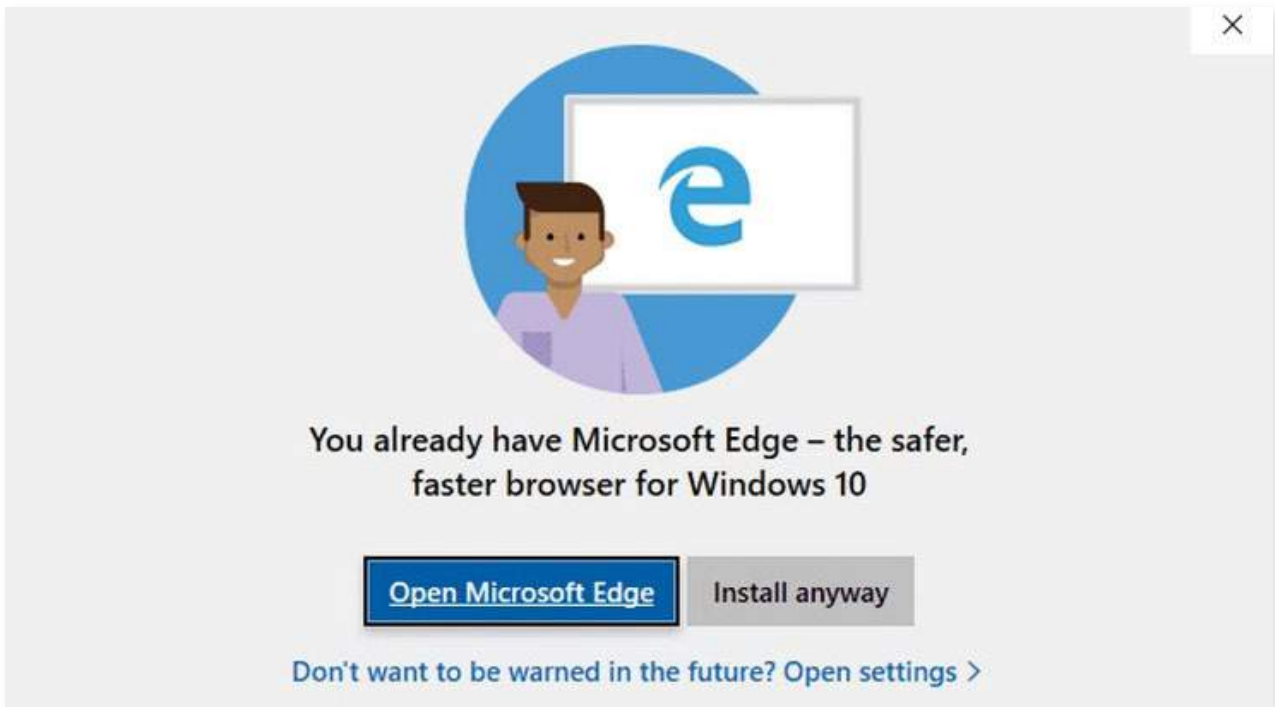 You already have Microsoft Edge – the safer,
faster browser for Windows 10
Open Microsoft Edge
Install anyway
Don't want to be warned in the future? Open settings >